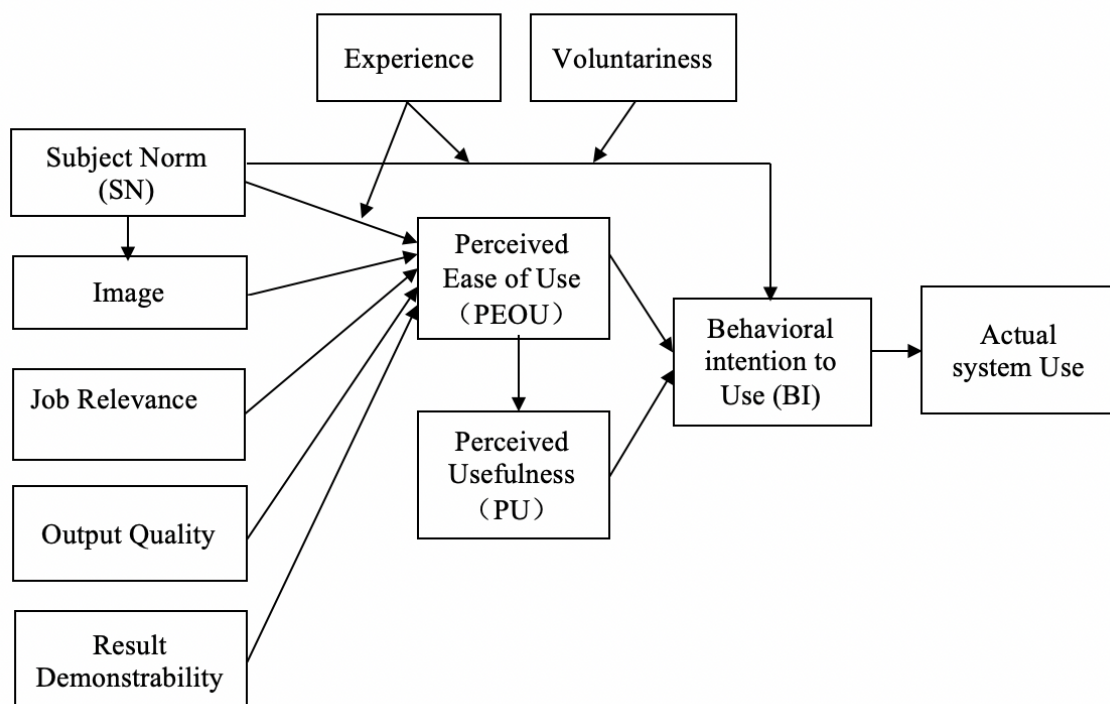 Experience
Voluntariness
Subject Norm
(SN)
Image
Job Relevance
Output Quality
Result
Demonstrability
Perceived
Ease of Use
（PEOU）
Perceived
Usefulness
（PU）
Behavioral
intention to
Use (BI)
Actual
system Use